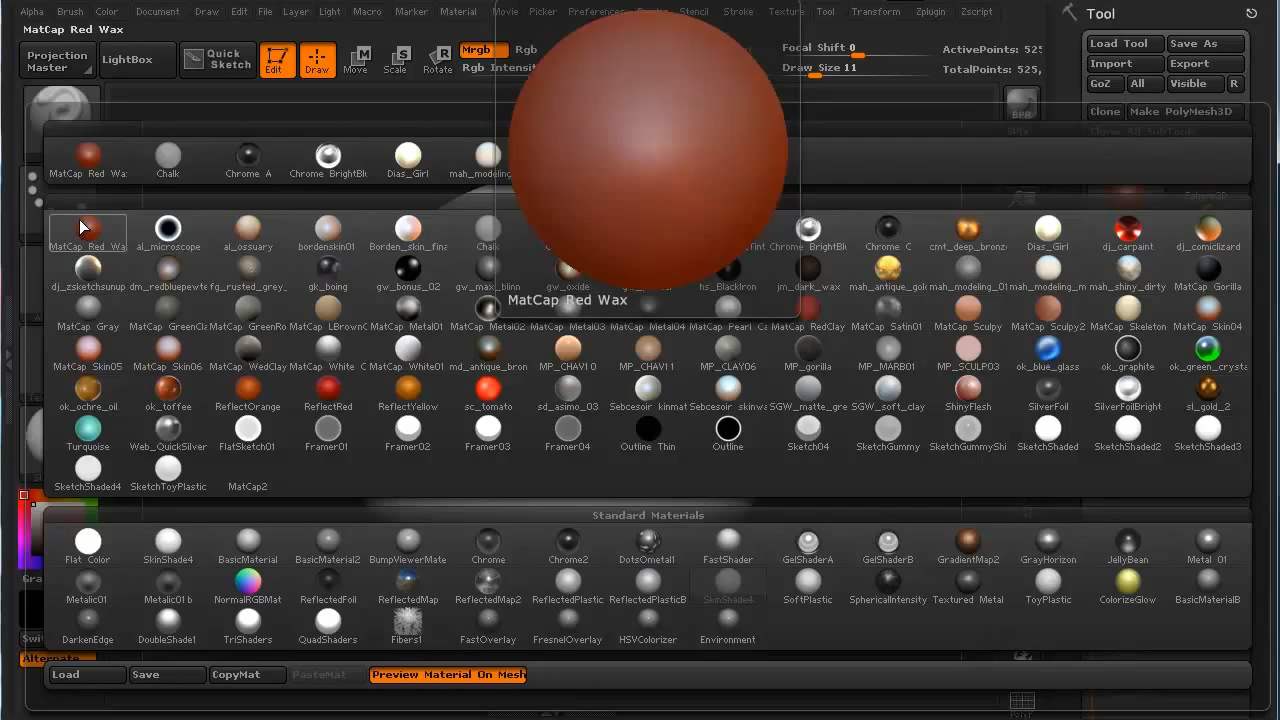 Alpha Brush Color Document Draw Edit File Layer Light Macro Marker Material Movie Picker Preferences Stencil Stroke Texture Tool Transform Zplugin Zscript
MatCap Red Wax
Tool
Projection Master
LightBox
Quick Sketch
Edit Draw Move Scale Rotate
Mrgb Rgb
Rgb Intensi
Focal Shift 0
Draw Size 11
ActivePoints: 525
TotalPoints: 525,
Load Tool Save As
Import Export
GoZ All Visible R
Clone Make PolyMesh3D
BPR
MatCap Red Wa: Chalk Chrome A Chrome BrightBlu Dias_Girl mah_modeling
MatCap Red Wa al_microscope al_ossuary bordenskin01 Borden_skin_fina Chalk Chrome BrightBlu Chrome C cmt_deep_bronz Dias_Girl dj_carpaint dj_comiclizard
dj_zsketchsunup dm_redbluepewte fg_rusted_grey_ gk_boing gw_bonus_02 gw_max_blinn gw_oxide hs_BlackIron jm_dark_wax mah_antique_gol mah_modeling_01 mah_modeling_m mah_shiny_dirty MatCap Gorilla
MatCap Red Wax
MatCap Gray MatCap GreenCla MatCap GreenRo MatCap LBrownC MatCap Metal01 MatCap Metal02 MatCap Metal03 MatCap Metal04 MatCap Pearl Ca MatCap RedClay MatCap Satin01 MatCap Sculpy MatCap Sculpy2 MatCap Skeleton MatCap Skin04
MatCap Skin05 MatCap Skin06 MatCap WedClay MatCap White C MatCap White01 md_antique_bron MP_CHAV10 MP_CHAV11 MP_CLAY06 MP_gorilla MP_MARB01 MP_SCULPO3 ok_blue_glass ok_graphite ok_green_crysta
ok_ochre_oil ok_toffee ReflectOrange ReflectRed ReflectYellow sc_tomato sd_asimo_03 Sebcesoir_kinmat Sebcesoir_skinwa SGW_matte_gre SGW_soft_clay ShinyFlesh SilverFoil SilverFoilBright sl_gold_2
Turquoise Web_QuickSilver FlatSketch01 Framer01 Framer02 Framer03 Framer04 Outline Thin Outline Sketch04 SketchGummy SketchGummyShi SketchShaded SketchShaded2 SketchShaded3
SketchShaded4 SketchToyPlastic MatCap2
Standard Materials
Flat Color SkinShade4 BasicMaterial BasicMaterial2 BumpViewerMate Chrome Chrome2 DotsOmetal1 FastShader GelShaderA GelShaderB GradientMap2 GrayHorizon JellyBean Metal 01
Metalic01 Metalic01 b NormalRGBMat ReflectedFoil ReflectedMap ReflectedMap2 ReflectedPlastic ReflectedPlasticB SkinShade4 SoftPlastic SphericalIntensity Textured Metal ToyPlastic ColorizeGlow BasicMaterialB
DarkenEdge DoubleShade1 TriShaders QuadShaders Fibers1 FastOverlay FresnelOverlay HSVColorizer Environment
Alternate
Load Save CopyMat PasteMat Preview Material On Mesh